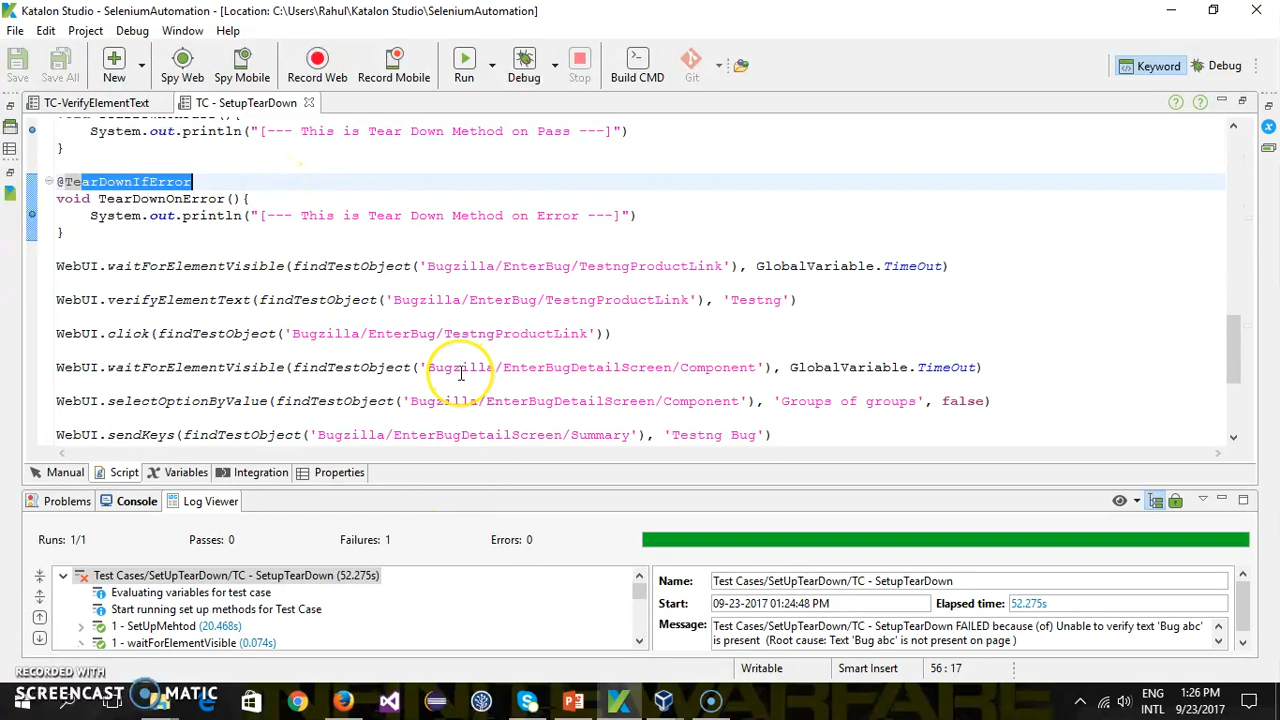 Katalon Studio - SeleniumAutomation - [Location: C:\Users\Rahul\Katalon Studio\SeleniumAutomation]
File Edit Project Debug Window Help
Save Save All New Spy Web Spy Mobile Record Web Record Mobile Run Debug Stop Build CMD Git Keyword Debug
TC-VerifyElementText TC - SetupTearDown
System.out.println("[--- This is Tear Down Method on Pass ---]")
}
@TearDownIfError
void TearDownOnError(){
System.out.println("[--- This is Tear Down Method on Error ---]")
}
WebUI.waitForElementVisible(findTestObject('Bugzilla/EnterBug/TestngProductLink'), GlobalVariable.TimeOut)
WebUI.verifyElementText(findTestObject('Bugzilla/EnterBug/TestngProductLink'), 'Testng')
WebUI.click(findTestObject('Bugzilla/EnterBug/TestngProductLink'))
WebUI.waitForElementVisible(findTestObject('Bugzilla/EnterBugDetailScreen/Component'), GlobalVariable.TimeOut)
WebUI.selectOptionByValue(findTestObject('Bugzilla/EnterBugDetailScreen/Component'), 'Groups of groups', false)
WebUI.sendKeys(findTestObject('Bugzilla/EnterBugDetailScreen/Summary'), 'Testng Bug')
Manual Script Variables Integration Properties
Problems Console Log Viewer
Runs: 1/1 Passes: 0 Failures: 1 Errors: 0
Test Cases/SetUpTearDown/TC - SetupTearDown (52.275s)
Evaluating variables for test case
Start running set up methods for Test Case
1 - SetUpMehtod (20.468s)
1 - waitForElementVisible (0.074s)
Name: Test Cases/SetUpTearDown/TC - SetupTearDown
Start: 09-23-2017 01:24:48 PM Elapsed time: 52.275s
Message: Test Cases/SetUpTearDown/TC - SetupTearDown FAILED because (of) Unable to verify text 'Bug abc'
is present (Root cause: Text 'Bug abc' is not present on page )
Writable Smart Insert 56 : 17
RECORDED WITH
SCREENCAST MATIC
ENG 1:26 PM
INTL 9/23/2017